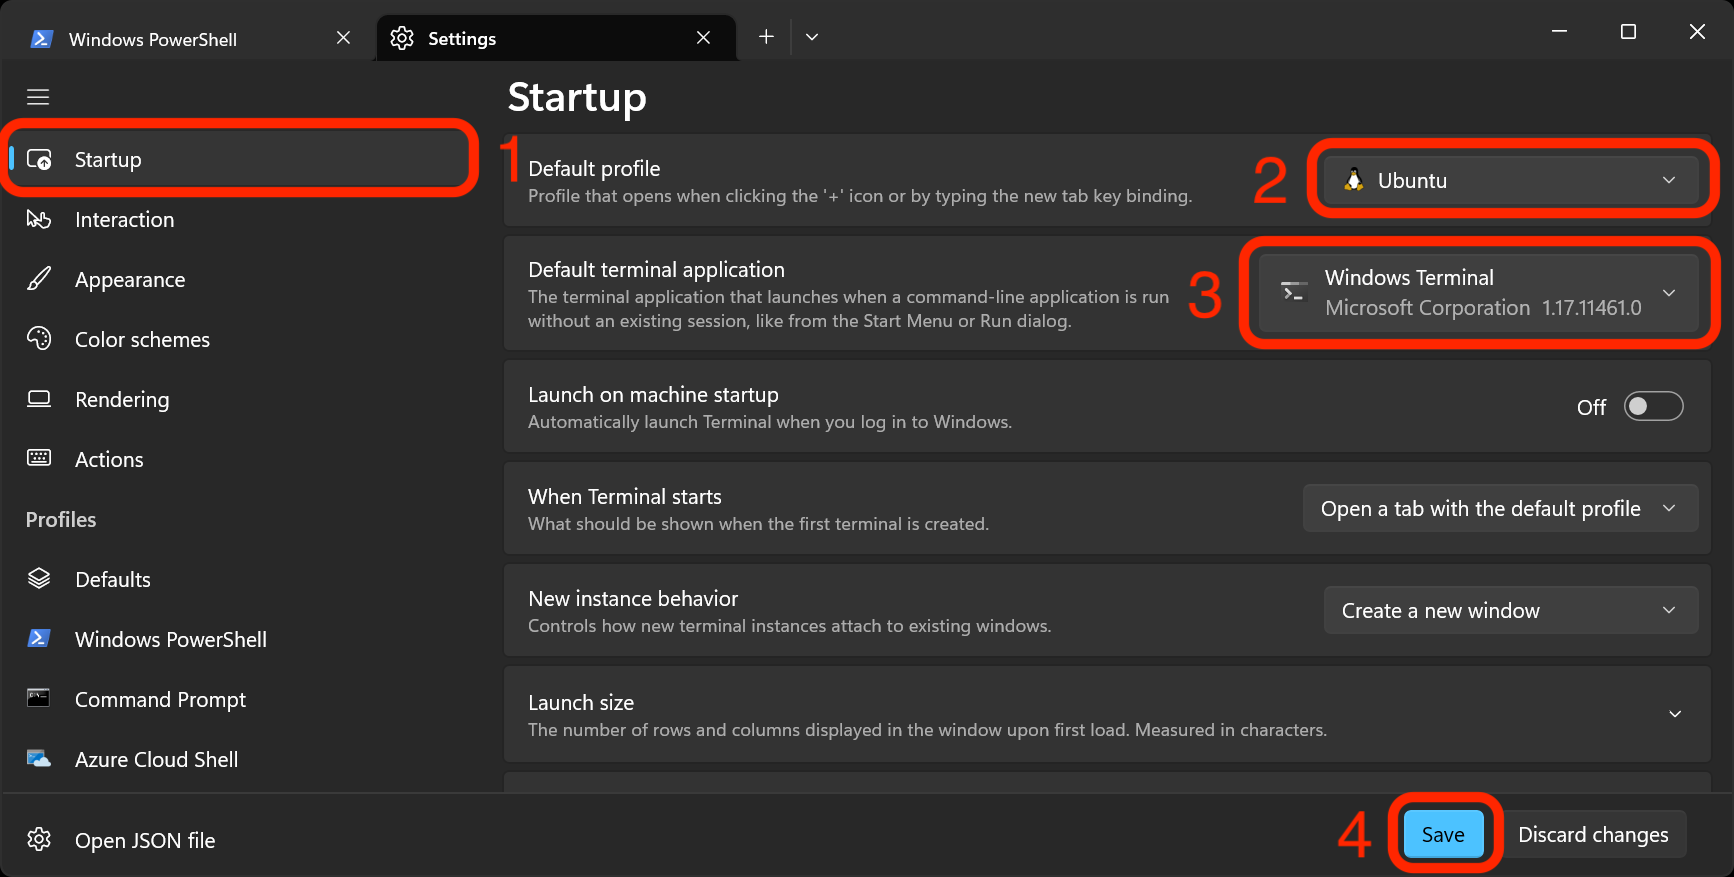 Windows PowerShell
Settings
Startup
Startup
1
Default profile
Profile that opens when clicking the '+' icon or by typing the new tab key binding.
2
Ubuntu
Interaction
Default terminal application
The terminal application that launches when a command-line application is run
without an existing session, like from the Start Menu or Run dialog.
3
Windows Terminal
Microsoft Corporation 1.17.11461.0
Appearance
Color schemes
Launch on machine startup
Automatically launch Terminal when you log in to Windows.
Off
Rendering
Actions
When Terminal starts
What should be shown when the first terminal is created.
Open a tab with the default profile
Profiles
Defaults
New instance behavior
Controls how new terminal instances attach to existing windows.
Create a new window
Windows PowerShell
Command Prompt
Launch size
The number of rows and columns displayed in the window upon first load. Measured in characters.
Azure Cloud Shell
Open JSON file
4
Save
Discard changes